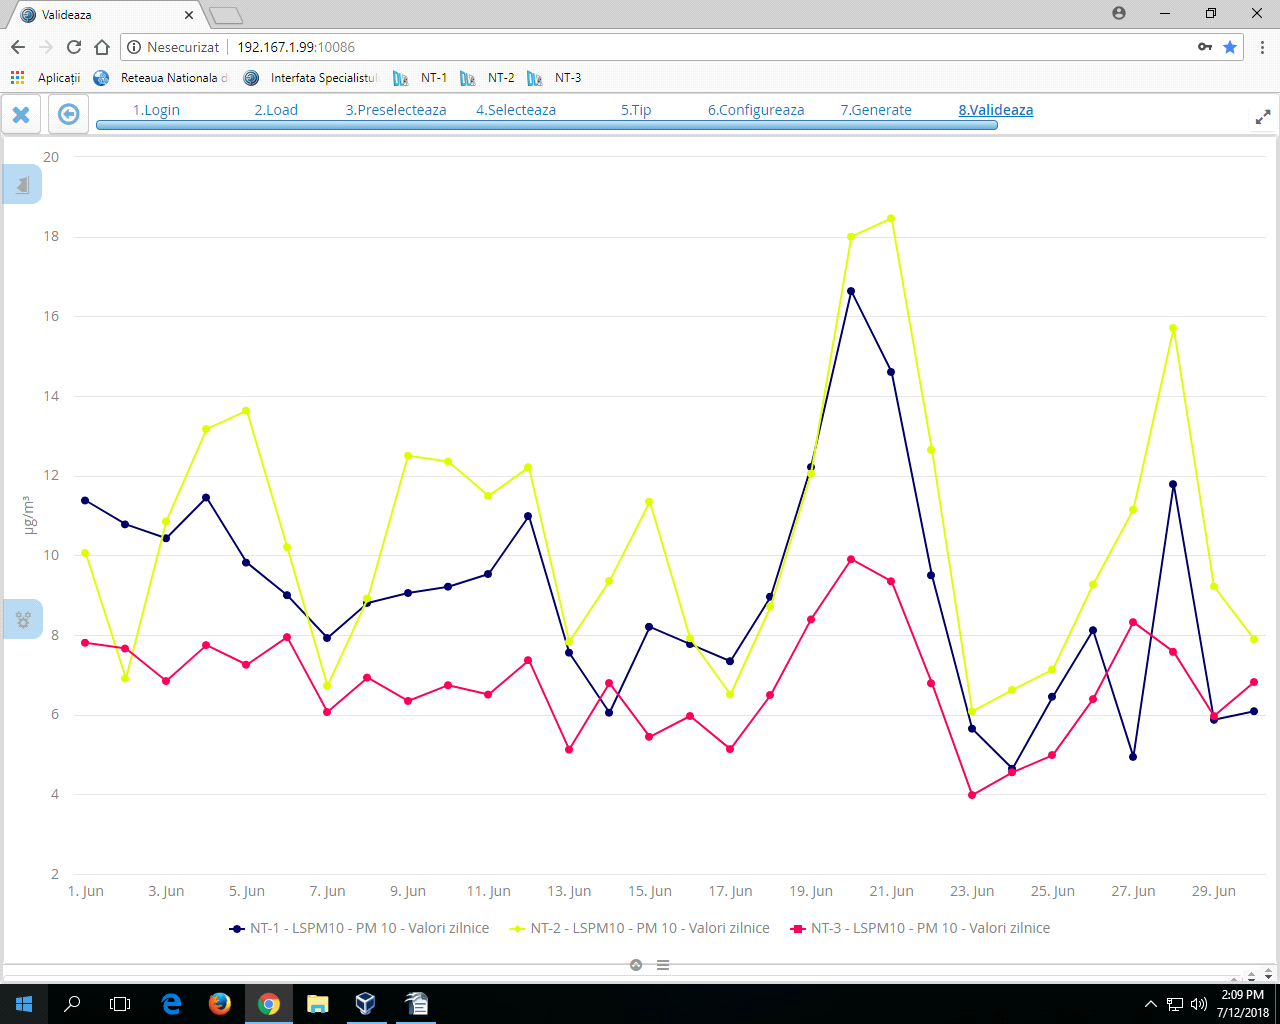 Valideaza
Nesecurizat 192.167.1.99:10086
Aplicații Reteaua Nationala d Interfata Specialistulu NT-1 NT-2 NT-3
1.Login 2.Load 3.Preselecteaza 4.Selecteaza 5.Tip 6.Configureaza 7.Generate 8.Valideaza
20
18
16
14
12
µg/m³
10
8
6
4
2
1. Jun 3. Jun 5. Jun 7. Jun 9. Jun 11. Jun 13. Jun 15. Jun 17. Jun 19. Jun 21. Jun 23. Jun 25. Jun 27. Jun 29. Jun
NT-1 - LSPM10 - PM 10 - Valori zilnice NT-2 - LSPM10 - PM 10 - Valori zilnice NT-3 - LSPM10 - PM 10 - Valori zilnice
2:09 PM
7/12/2018